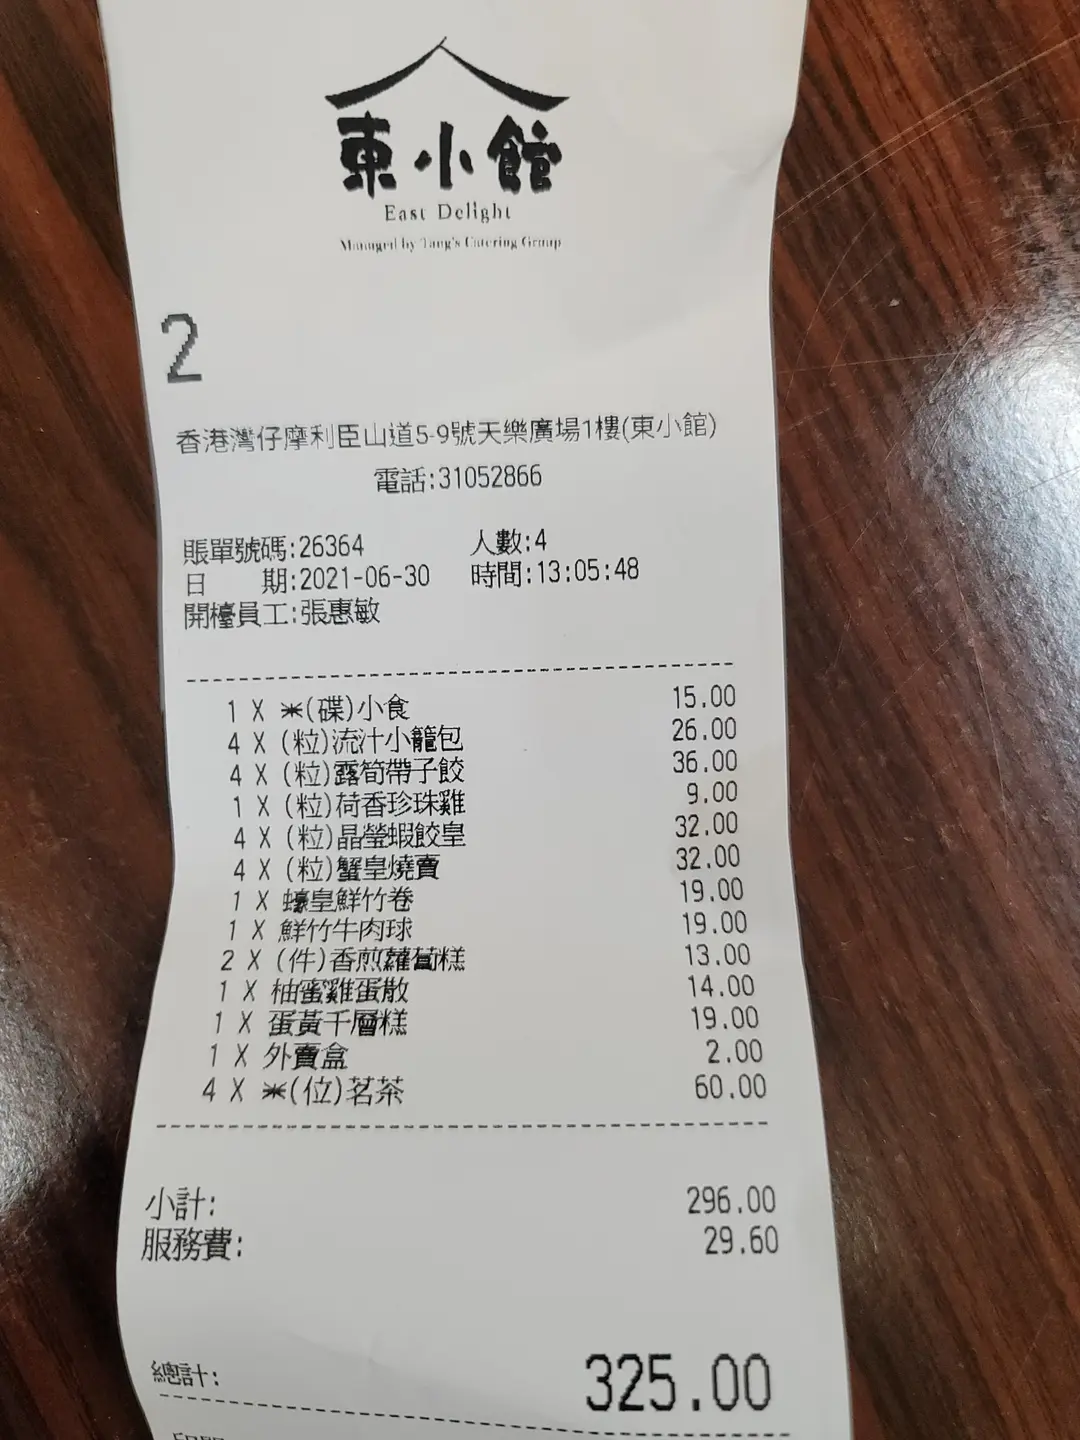 東小館
East Delight
Managed by Tang's Catering Group
2
香港灣仔摩利臣山道5-9號天樂廣場1樓(東小館)
電話:31052866
賬單號碼:26364 人數:4
日 期:2021-06-30 時間:13:05:48
開檯員工:張惠敏
1 X ※(碟)小食 15.00
4 X (粒)流汁小籠包 26.00
4 X (粒)露筍帶子餃 36.00
1 X (粒)荷香珍珠雞 9.00
4 X (粒)晶瑩蝦餃皇 32.00
4 X (粒)蟹皇燒賣 32.00
1 X 蠔皇鮮竹卷 19.00
1 X 鮮竹牛肉球 19.00
2 X (件)香煎蘿蔔糕 13.00
1 X 柚蜜雞蛋散 14.00
1 X 蛋黃千層糕 19.00
1 X 外賣盒 2.00
4 X ※(位)茗茶 60.00
小計: 296.00
服務費: 29.60
總計: 325.00